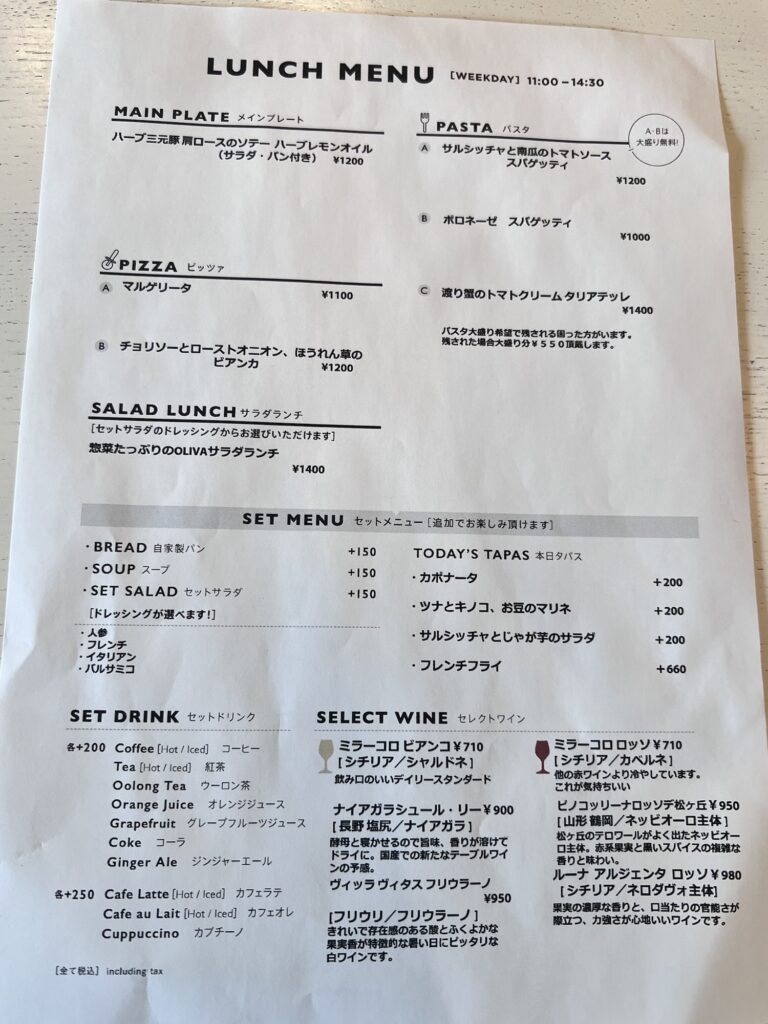 LUNCH MENU [WEEKDAY] 11:00 – 14:30
MAIN PLATE メインプレート
ハーブ三元豚 肩ロースのソテー ハーブレモンオイル
(サラダ・パン付き) ¥1200
PIZZA ピッツァ
A マルゲリータ
¥1100
B チョリソーとローストオニオン、ほうれん草の
ビアンカ ¥1200
SALAD LUNCH サラダランチ
[セットサラダのドレッシングからお選びいただけます]
惣菜たっぷりのOLIVAサラダランチ
¥1400
PASTA パスタ
A・Bは
大盛り無料!
A サルシッチャと南瓜のトマトソース
スパゲッティ
¥1200
B ボロネーゼ スパゲッティ
¥1000
C 渡り蟹のトマトクリーム タリアテッレ
¥1400
パスタ大盛り希望で残される困った方がいます。
残された場合大盛り分¥550頂戴します。
SET MENU セットメニュー [追加でお楽しみ頂けます]
・BREAD 自家製パン +150
・SOUP スープ +150
・SET SALAD セットサラダ +150
[ドレッシングが選べます!]
・人参
・フレンチ
・イタリアン
・バルサミコ
TODAY'S TAPAS 本日タパス
・カポナータ +200
・ツナとキノコ、お豆のマリネ +200
・サルシッチャとじゃが芋のサラダ +200
・フレンチフライ +660
SET DRINK セットドリンク
各+200 Coffee [Hot / Iced] コーヒー
Tea [Hot / Iced] 紅茶
Oolong Tea ウーロン茶
Orange Juice オレンジジュース
Grapefruit グレープフルーツジュース
Coke コーラ
Ginger Ale ジンジャーエール
各+250 Cafe Latte [Hot / Iced] カフェラテ
Cafe au Lait [Hot / Iced] カフェオレ
Cuppuccino カプチーノ
[全て税込] including tax
SELECT WINE セレクトワイン
ミラーコロ ビアンコ ¥710
[シチリア/シャルドネ]
飲み口のいいデイリースタンダード
ナイアガラシュール・リー ¥900
[長野 塩尻/ナイアガラ]
酵母と寝かせるので旨味、香りが溶けて
ドライに。国産での新たなテーブルワイ
ンの予感。
ヴィッラ ヴィタス フリウラーノ
¥950
[フリウリ/フリウラーノ]
きれいで存在感のある酸とふくよかな
果実香が特徴的な暑い日にピッタリな
白ワインです。
ミラーコロ ロッソ ¥710
[シチリア/カベルネ]
他の赤ワインより冷やしています。
これが気持ちいい
ピノコッリーナロッソデ松ヶ丘 ¥950
[山形 鶴岡/ネッビオーロ主体]
松ヶ丘のテロワールがよく出たネッビオー
ロ主体。赤系果実と黒いスパイスの複雑な
香りと味わい。
ルーナ アルジェンタ ロッソ ¥980
[シチリア/ネロダヴォ主体]
果実の濃厚な香りと、口当たりの官能さが
際立つ、力強さが心地いいワインです。